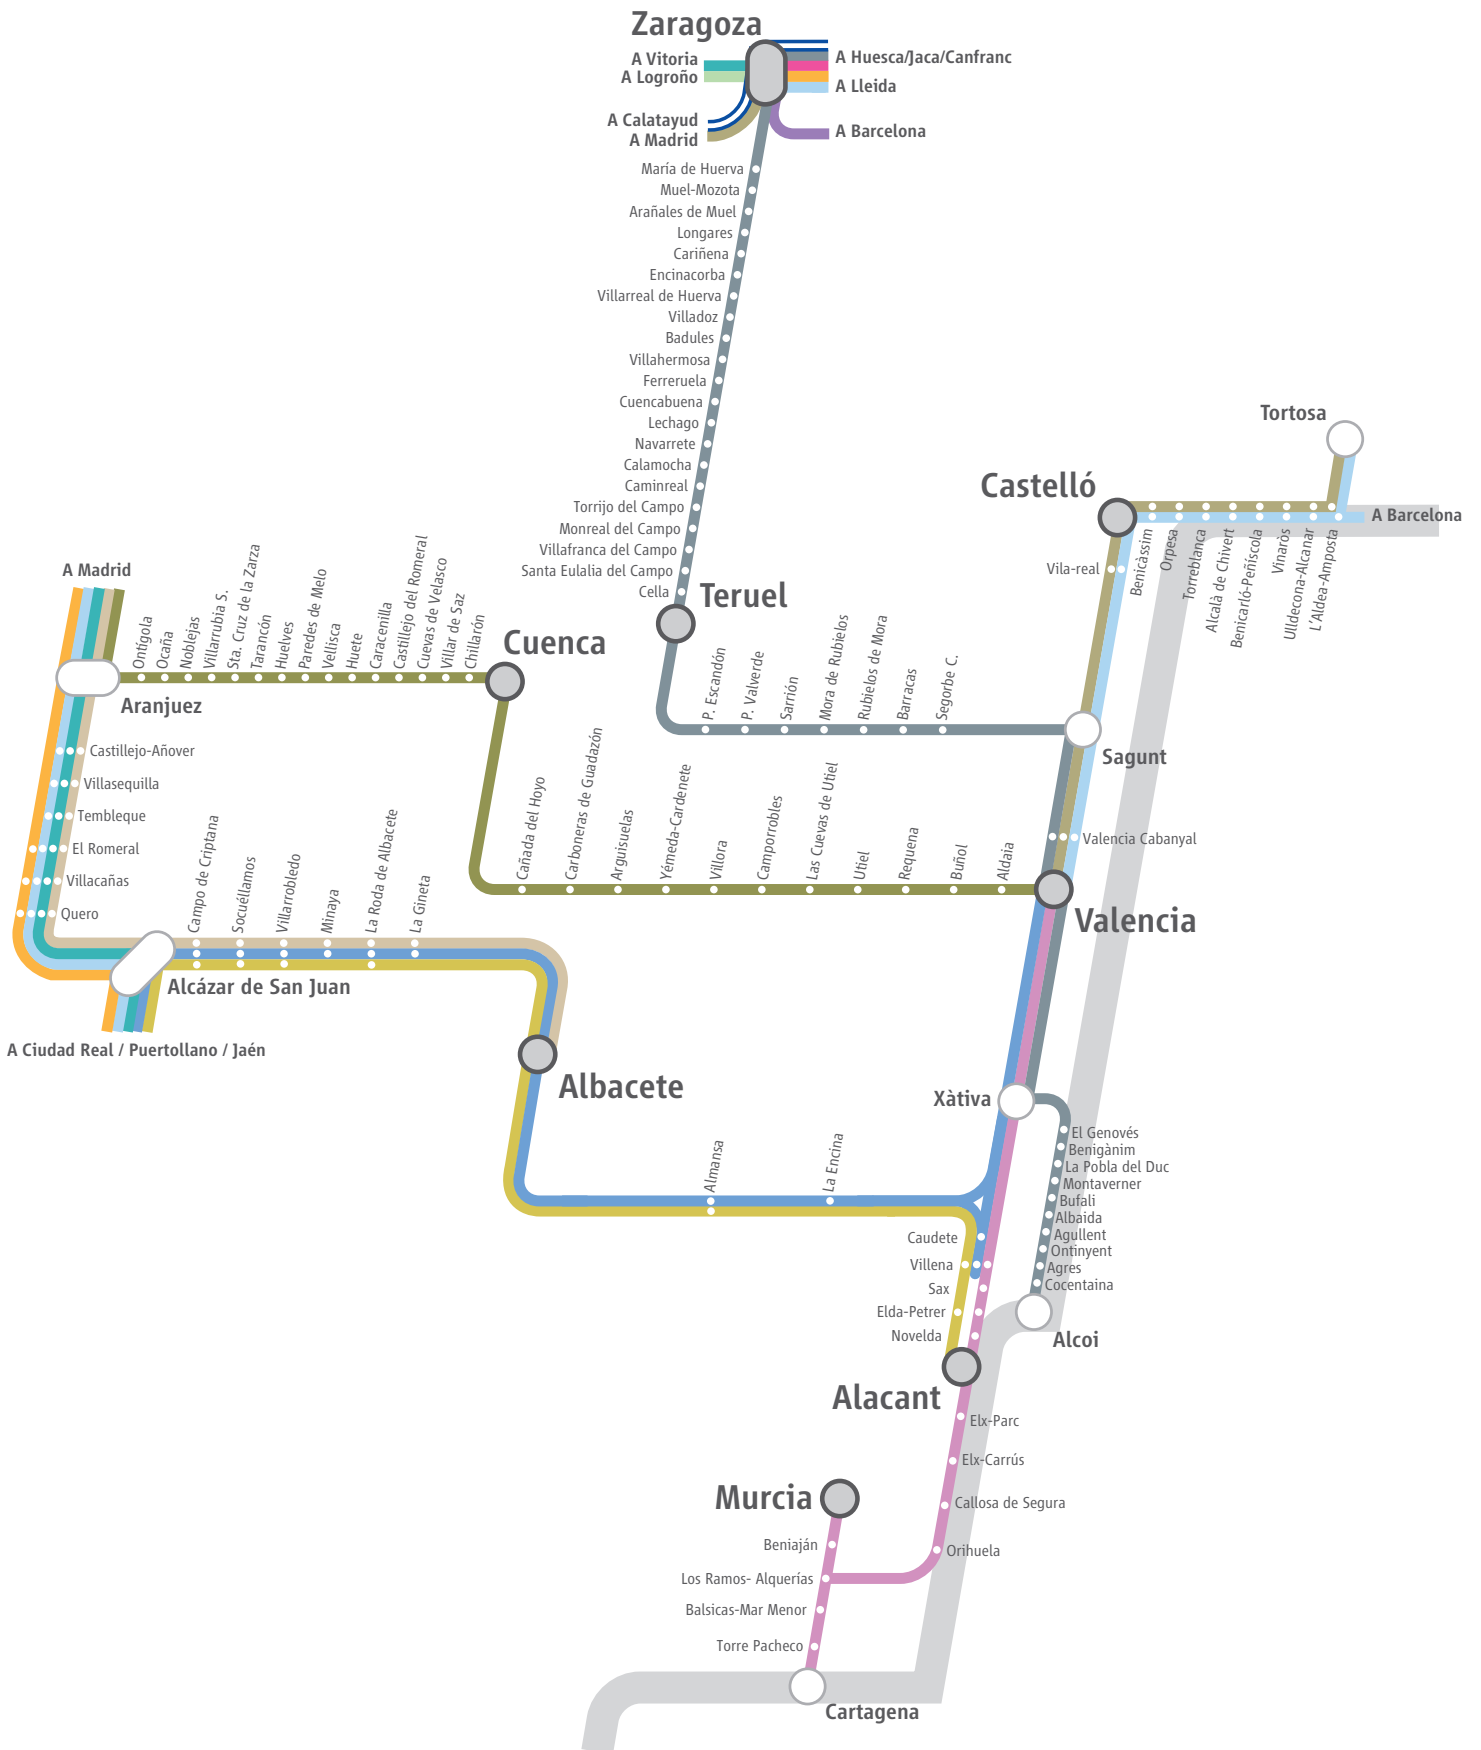 Zaragoza
A Vitoria
A Logroño
A Huesca/Jaca/Canfranc
A Lleida
A Calatayud
A Madrid
A Barcelona
María de Huerva
Muel-Mozota
Arañales de Muel
Longares
Cariñena
Encinacorba
Villarreal de Huerva
Villadoz
Badules
Villahermosa
Ferreruela
Cuencabuena
Lechago
Navarrete
Calamocha
Caminreal
Torrijo del Campo
Monreal del Campo
Villafranca del Campo
Santa Eulalia del Campo
Cella
Teruel
P. Escandón
P. Valverde
Sarrión
Mora de Rubielos
Rubielos de Mora
Barracas
Segorbe C.
Sagunt
Tortosa
Castelló
A Barcelona
Benicàssim
Orpesa
Torreblanca
Alcalà de Chivert
Benicarló-Peñíscola
Vinaròs
Ulldecona-Alcanar
L'Aldea-Amposta
Vila-real
Valencia Cabanyal
Valencia
A Madrid
Aranjuez
Ontígola
Ocaña
Noblejas
Villarrubia S.
Sta. Cruz de la Zarza
Tarancón
Huelves
Paredes de Melo
Vellisca
Huete
Caracenilla
Castillejo del Romeral
Cuevas de Velasco
Villar de Saz
Chillarón
Cuenca
Cañada del Hoyo
Carboneras de Guadazón
Arguisuelas
Yémeda-Cardenete
Villora
Camporrobles
Las Cuevas de Utiel
Utiel
Requena
Buñol
Aldaia
Castillejo-Añover
Villasequilla
Tembleque
El Romeral
Villacañas
Quero
Campo de Criptana
Socuéllamos
Villarrobledo
Minaya
La Roda de Albacete
La Gineta
Alcázar de San Juan
A Ciudad Real / Puertollano / Jaén
Albacete
Almansa
La Encina
Xàtiva
El Genovés
Benigànim
La Pobla del Duc
Montaverner
Bufali
Albaida
Agullent
Ontinyent
Agres
Cocentaina
Alcoi
Caudete
Villena
Sax
Elda-Petrer
Novelda
Alacant
Elx-Parc
Elx-Carrús
Callosa de Segura
Orihuela
Murcia
Beniaján
Los Ramos- Alquerías
Balsicas-Mar Menor
Torre Pacheco
Cartagena